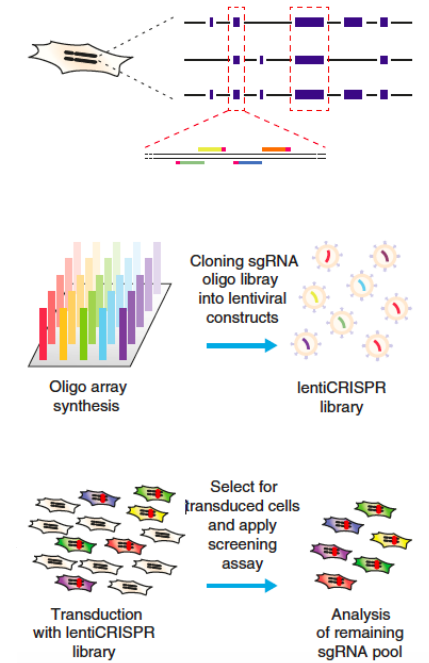 Cloning sgRNA
oligo libray
into lentiviral
constructs
Oligo array
synthesis
lentiCRISPR
library
Select for
transduced cells
and apply
screening
assay
Transduction
with lentiCRISPR
library
Analysis
of remaining
sgRNA pool